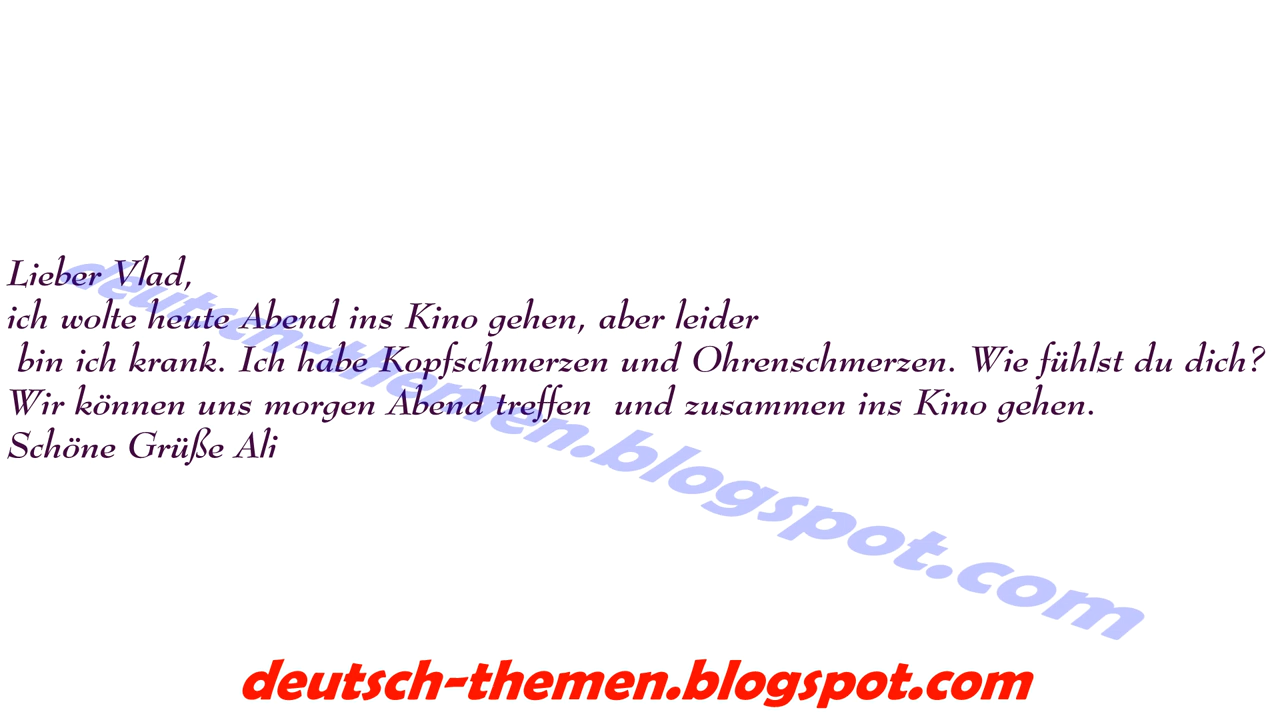 Lieber Vlad,
ich wolte heute Abend ins Kino gehen, aber leider
bin ich krank. Ich habe Kopfschmerzen und Ohrenschmerzen. Wie fühlst du dich?
Wir können uns morgen Abend treffen und zusammen ins Kino gehen.
Schöne Grüße Ali
deutsch-themen.blogspot.com
deutsch-themen.blogspot.com